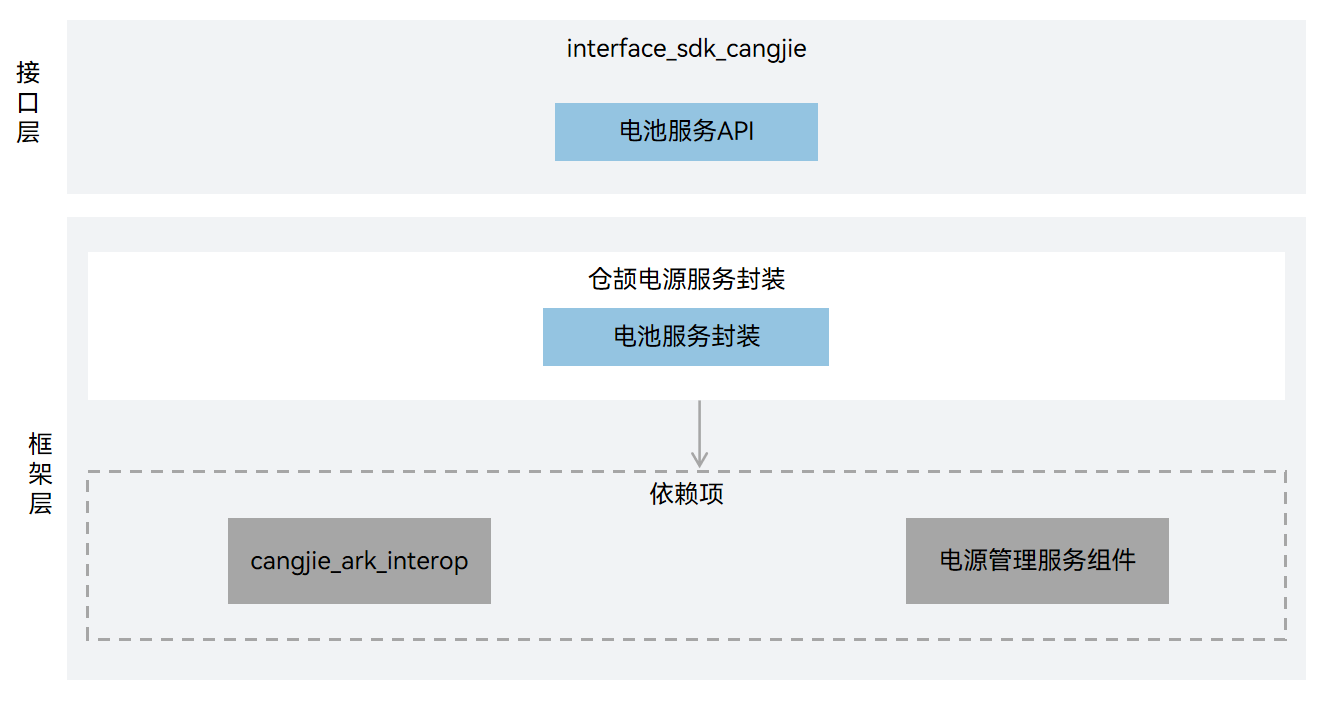 接口层
interface_sdk_cangjie
电池服务API
框架层
仓颉电源服务封装
电池服务封装
依赖项
cangjie_ark_interop
电源管理服务组件